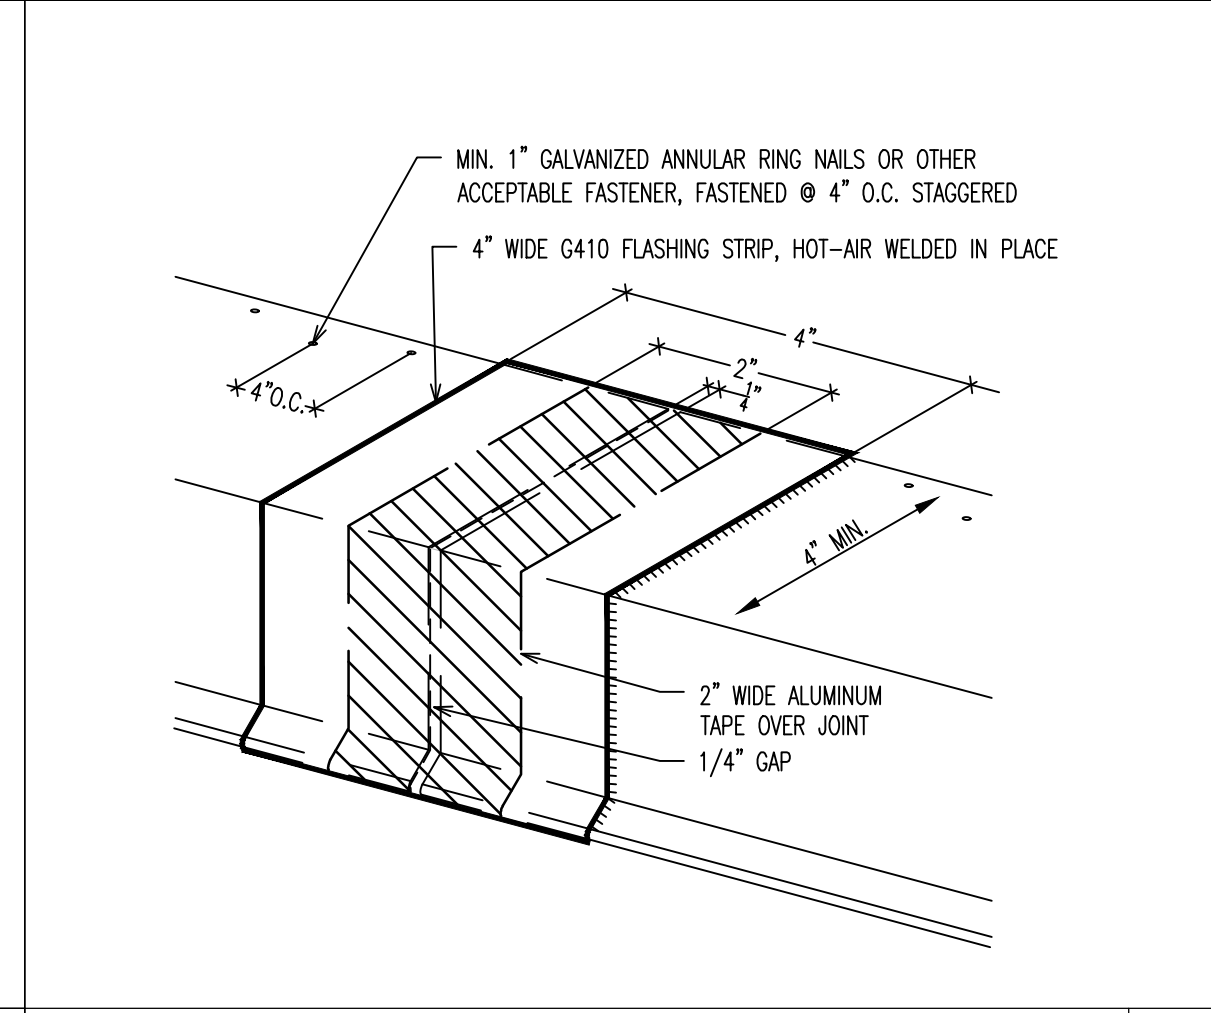 MIN. 1” GALVANIZED ANNULAR RING NAILS OR OTHER
ACCEPTABLE FASTENER, FASTENED @ 4” O.C. STAGGERED
4” WIDE G410 FLASHING STRIP, HOT-AIR WELDED IN PLACE
4”
2”
1/4”
4”O.C.
4” MIN.
2” WIDE ALUMINUM
TAPE OVER JOINT
1/4” GAP